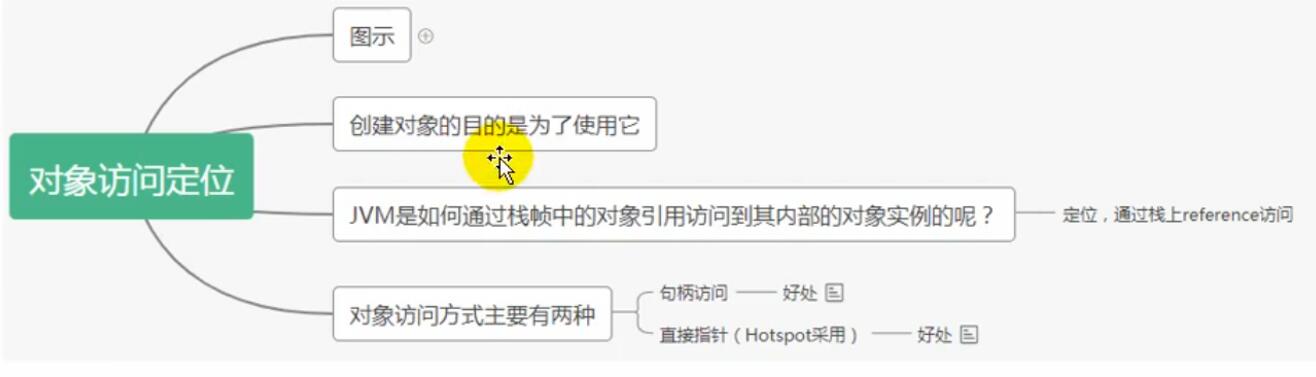 图示
创建对象的目的是为了使用它
对象访问定位
JVM是如何通过栈帧中的对象引用访问到其内部的对象实例的呢？
定位，通过栈上reference访问
对象访问方式主要有两种
句柄访问
好处
直接指针（Hotspot采用）
好处